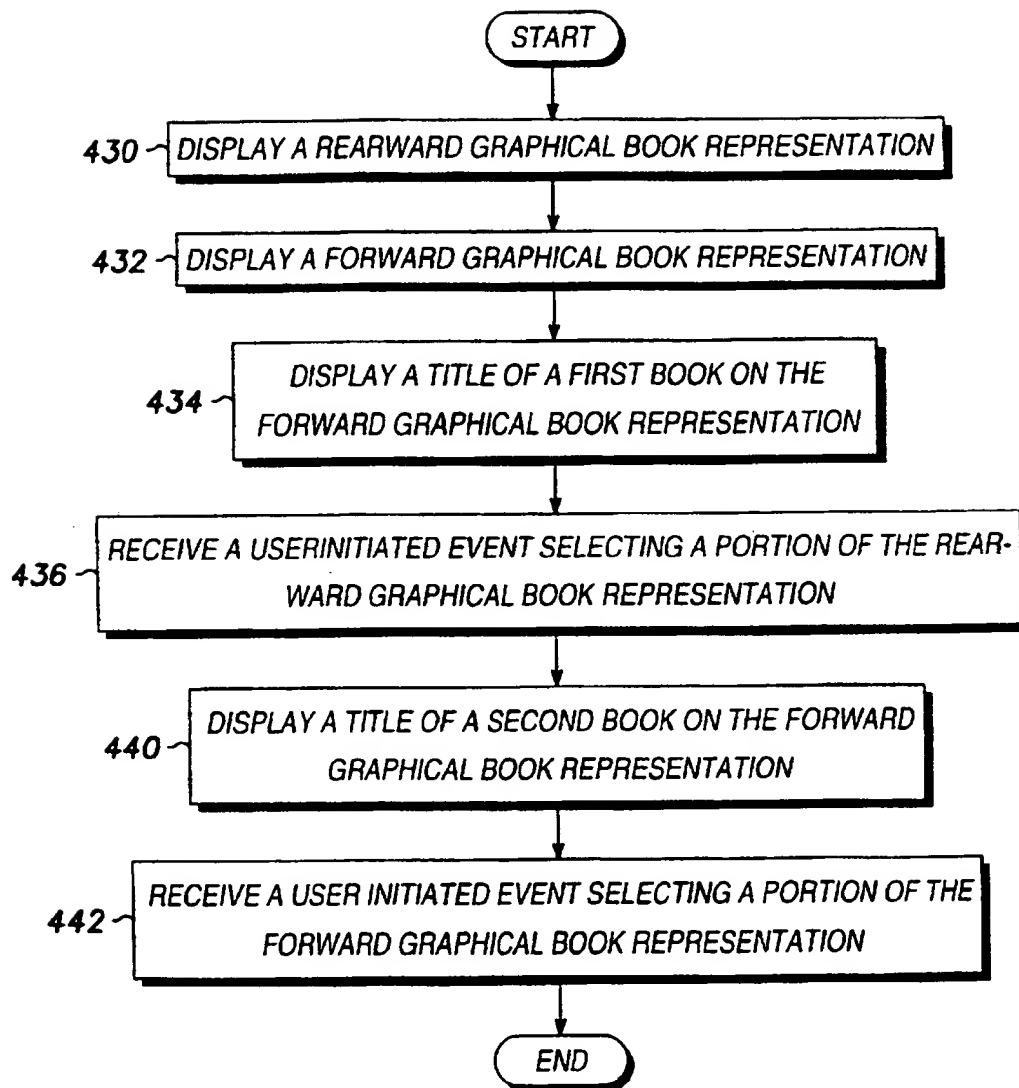 START
430 DISPLAY A REARWARD GRAPHICAL BOOK REPRESENTATION
432 DISPLAY A FORWARD GRAPHICAL BOOK REPRESENTATION
DISPLAY A TITLE OF A FIRST BOOK ON THE
434 FORWARD GRAPHICAL BOOK REPRESENTATION
RECEIVE A USERINITIATED EVENT SELECTING A PORTION OF THE REAR-
436 WARD GRAPHICAL BOOK REPRESENTATION
DISPLAY A TITLE OF A SECOND BOOK ON THE FORWARD
440 GRAPHICAL BOOK REPRESENTATION
RECEIVE A USER INITIATED EVENT SELECTING A PORTION OF THE
442 FORWARD GRAPHICAL BOOK REPRESENTATION
END